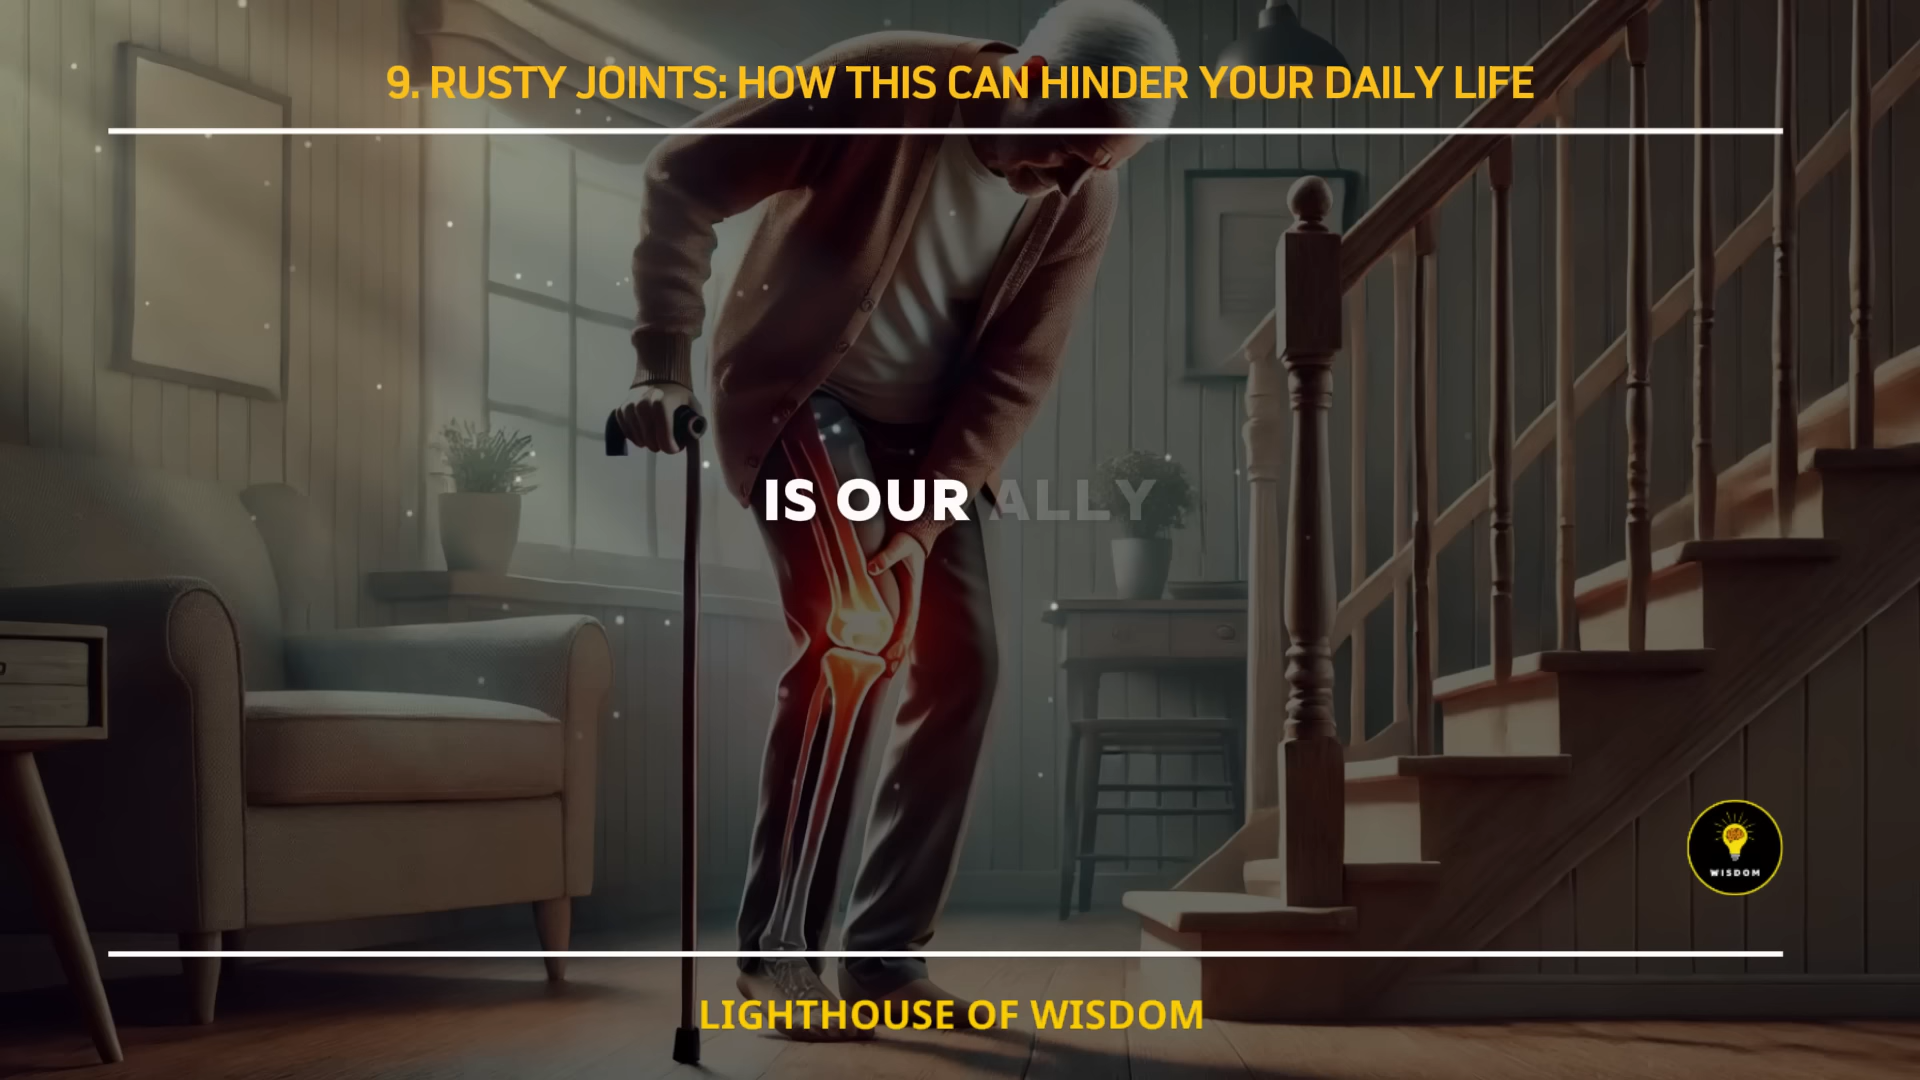 9. RUSTY JOINTS: HOW THIS CAN HINDER YOUR DAILY LIFE
IS OUR ALLY
WISDOM
LIGHTHOUSE OF WISDOM